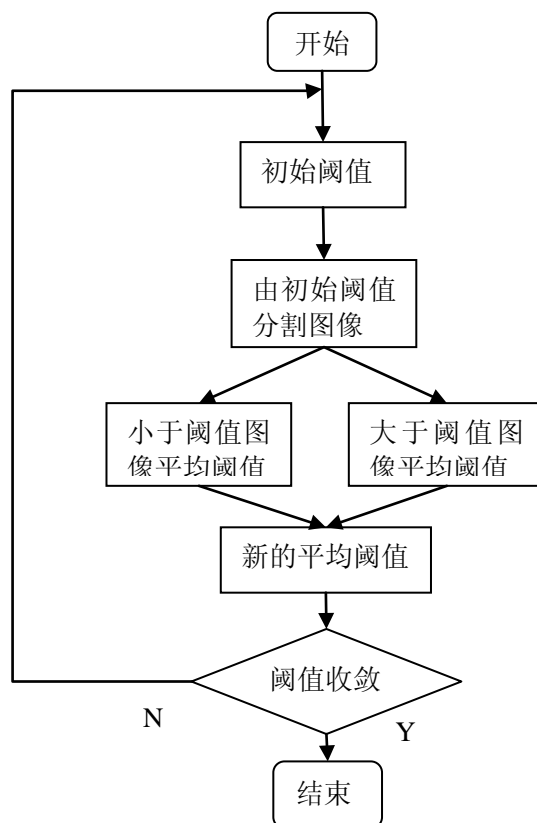 开始
初始阈值
由初始阈值
分割图像
小于阈值图
像平均阈值
大于阈值图
像平均阈值
新的平均阈值
阈值收敛
N
Y
结束